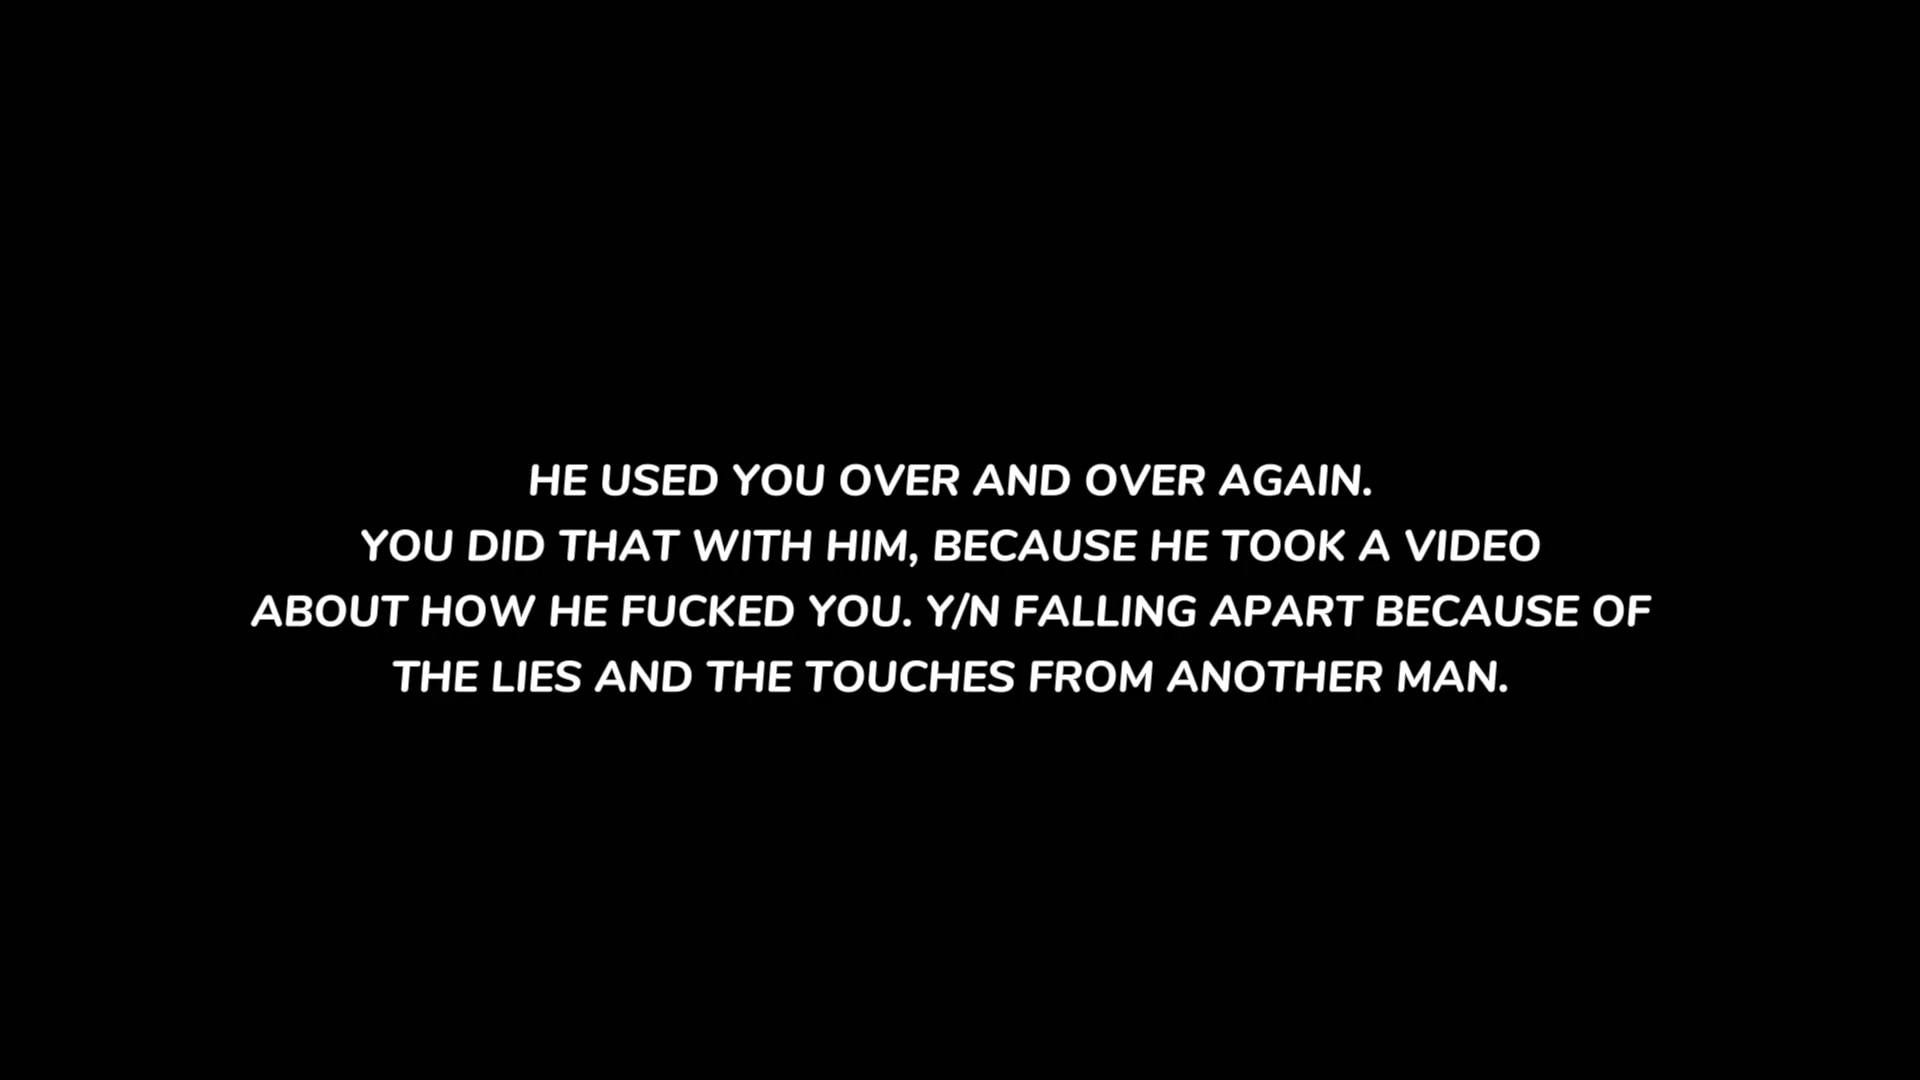 HE USED YOU OVER AND OVER AGAIN.
YOU DID THAT WITH HIM, BECAUSE HE TOOK A VIDEO
ABOUT HOW HE FUCKED YOU. Y/N FALLING APART BECAUSE OF
THE LIES AND THE TOUCHES FROM ANOTHER MAN.